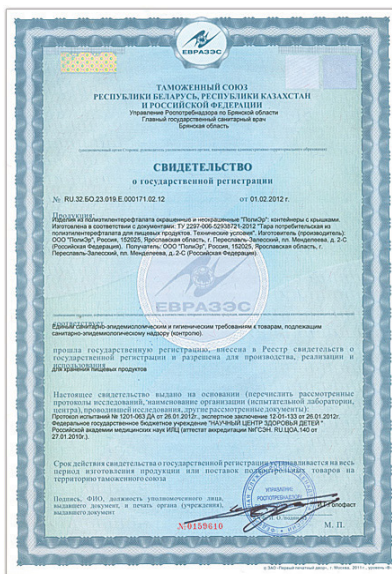 ЕВРАЗЭС
ТАМОЖЕННЫЙ СОЮЗ
РЕСПУБЛИКИ БЕЛАРУСЬ, РЕСПУБЛИКИ КАЗАХСТАН
И РОССИЙСКОЙ ФЕДЕРАЦИИ
Управление Роспотребнадзора по Брянской области
Главный государственный санитарный врач
Брянская область
СВИДЕТЕЛЬСТВО
о государственной регистрации
№ RU.32.БО.23.019.Е.000171.02.12 от 01.02.2012 г.
Продукция:
Изделия из полиэтилентерефталата окрашенные и неокрашенные "ПолиЭр": контейнеры с крышками.
Изготовлена в соответствии с документами: ТУ 2297-006-52938721-2012 "Тара потребительская из
полиэтилентерефталата для пищевых продуктов. Технические условия". Изготовитель (производитель):
ООО "ПолиЭр", Россия, 152025, Ярославская область, г. Переславль-Залесский, пл. Менделеева, д. 2-С
(Российская Федерация). Получатель: ООО "ПолиЭр", Россия, 152025, Ярославская область, г.
Переславль-Залесский, пл. Менделеева, д. 2-С (Российская Федерация)
ЕВРАЗЭС
соответствует
Единым санитарно-эпидемиологическим и гигиеническим требованиям к товарам, подлежащим
санитарно-эпидемиологическому надзору (контролю).
прошла государственную регистрацию, внесена в Реестр свидетельств о
государственной регистрации и разрешена для производства, реализации и
использования
для хранения пищевых продуктов
Настоящее свидетельство выдано на основании (перечислить рассмотренные
протоколы исследований, наименование организации (испытательной лаборатории,
центра), проводившей исследования, другие рассмотренные документы):
Протокол испытаний № 1201-063 ДА от 26.01.2012г., экспертное заключение 12-01-133 от 26.01.2012г.
Федеральное государственное бюджетное учреждение "НАУЧНЫЙ ЦЕНТР ЗДОРОВЬЯ ДЕТЕЙ"
Российской академии медицинских наук ИЛЦ (аттестат аккредитации №ГСЭН. RU.ЦОА.140 от
27.01.2010г.).
Срок действия свидетельства о государственной регистрации устанавливается на весь
период изготовления продукции или поставок подконтрольных товаров на
территорию таможенного союза
Подпись, ФИО, должность уполномоченного лица,
выдавшего документ, и печать органа (учреждения),
выдавшего документ
УПРАВЛЕНИЕ
РОСПОТРЕБНАДЗОРА
№0159610
М. П.